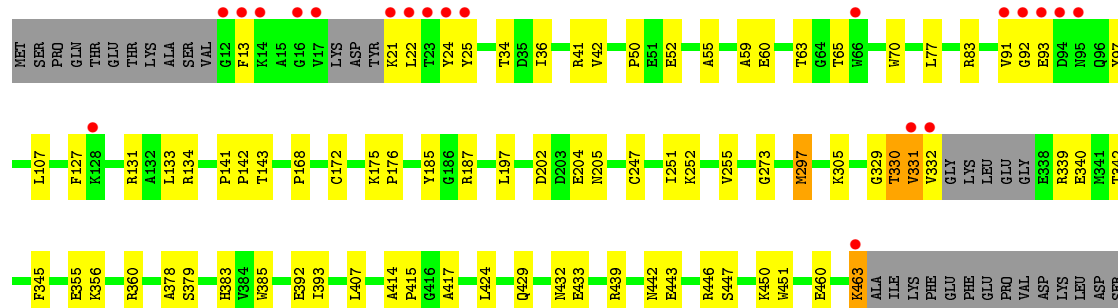 MET SER PRO GLN THR GLU THR LYS ALA SER VAL G12 F13 K14 A15 G16 V17 LYS ASP TYR K21 L22 T23 Y24 Y25 T34 D35 I36 R41 V42 P50 E51 E52 A55 A59 E60 T63 G64 T65 W66 W70 L77 R83 V91 G92 E93 D94 N95 Q96 Y97
L107 F127 K128 R131 A132 L133 R134 P141 P142 T143 P168 C172 K175 P176 Y185 G186 R187 L197 D202 D203 E204 N205 C247 I251 K252 V255 G273 M297 K305 G329 T330 V331 V332 GLY LYS LEU GLU GLY E338 R339 E340 M341 T342
F345 E355 K356 R360 A378 S379 H383 V384 W385 E392 I393 L407 A414 P415 G416 A417 L424 Q429 N432 E433 R439 N442 E443 R446 S447 K450 W451 E460 K463 ALA ILE LYS PHE GLU PHE GLU PRO VAL ASP LYS LEU ASP